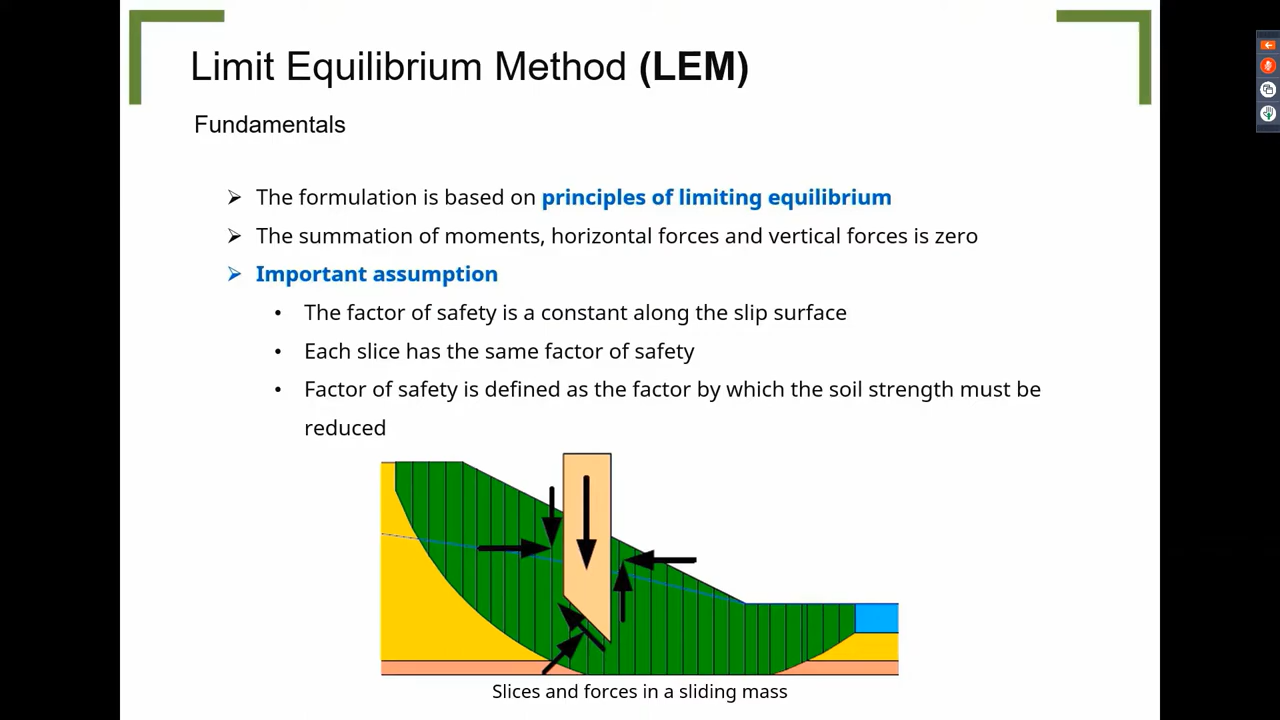 Limit Equilibrium Method (LEM)
Fundamentals
The formulation is based on principles of limiting equilibrium
The summation of moments, horizontal forces and vertical forces is zero
Important assumption
The factor of safety is a constant along the slip surface
Each slice has the same factor of safety
Factor of safety is defined as the factor by which the soil strength must be
reduced
Slices and forces in a sliding mass